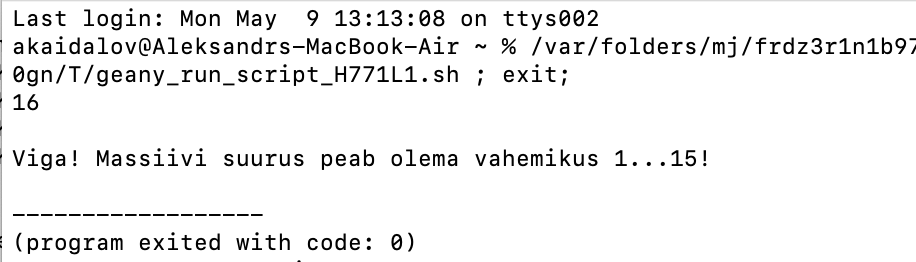 Last login: Mon May  9 13:13:08 on ttys002
akaidalov@Aleksandrs-MacBook-Air ~ % /var/folders/mj/frdz3r1n1b97
0gn/T/geany_run_script_H771L1.sh ; exit;
16
Viga! Massiivi suurus peab olema vahemikus 1...15!
------------------
(program exited with code: 0)